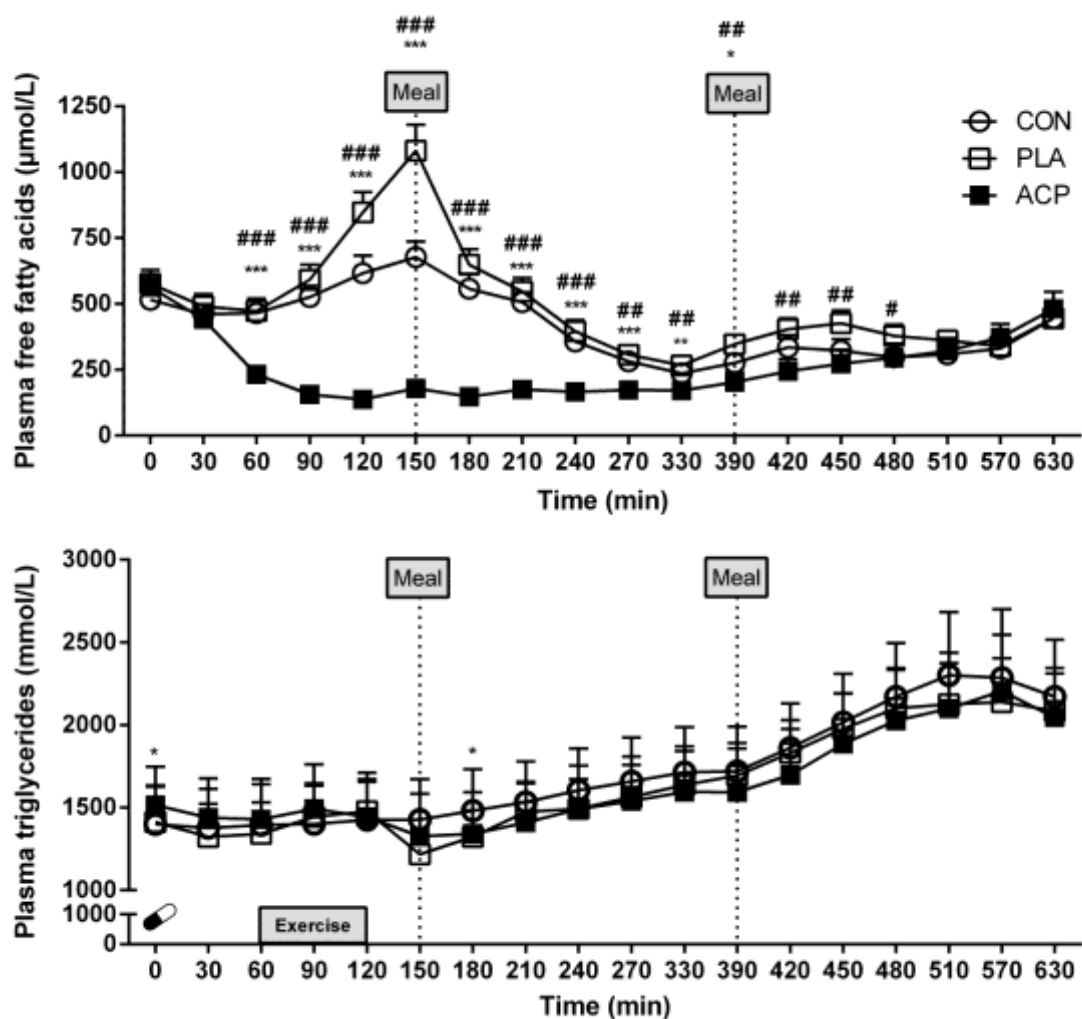 ### ##
*** *
Meal Meal
Plasma free fatty acids (µmol/L)
1250
1000
750
500
250
0
CON
PLA
ACP
###
***
###
***
###
***
###
***
###
***
###
***
##
***
##
**
##
##
#
0 30 60 90 120 150 180 210 240 270 330 390 420 450 480 510 570 630
Time (min)
Plasma triglycerides (mmol/L)
3000
2500
2000
1500
1000
1000
0
Meal Meal
* *
Exercise
0 30 60 90 120 150 180 210 240 270 330 390 420 450 480 510 570 630
Time (min)